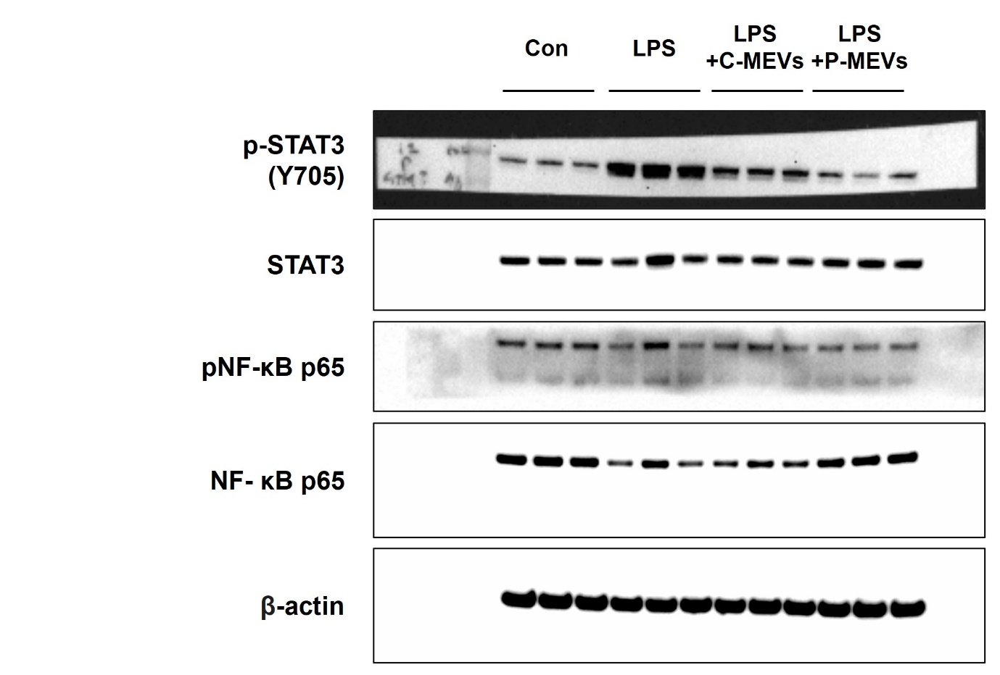 Con
LPS
LPS
+C-MEVs
LPS
+P-MEVs
p-STAT3
(Y705)
STAT3
pNF-κB p65
NF- κB p65
β-actin